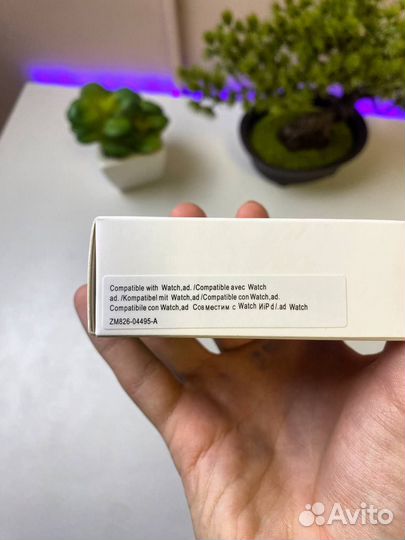 Compatible with Watch,ad. /Compatible avec Watch
ad. /Kompatibel mit Watch,ad /Compatible con Watch,ad.
Compatibile con Watch,ad Совместим с Watch ИіР d і .ad Watch
ZM826-04495-A
Avito